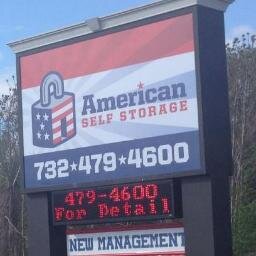 American
SELF STORAGE
732★479★4600
479-4600
For Detail
NEW MANAGEMENT